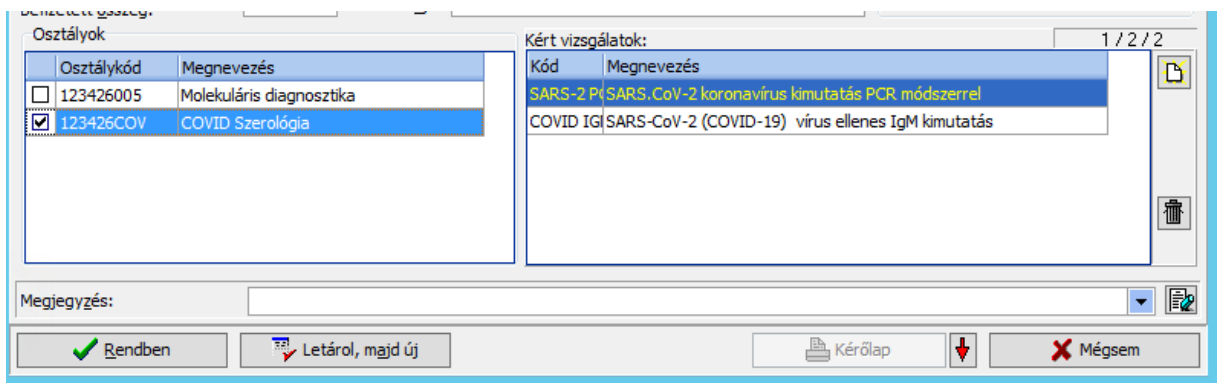 Osztályok
Kért vizsgálatok:
1 / 2 / 2
Osztálykód Megnevezés
123426005 Molekuláris diagnosztika
123426COV COVID Szerológia
Kód Megnevezés
SARS-2 SARS.CoV-2 koronavírus kimutatás PCR módszerrel
COVID SARS-CoV-2 (COVID-19) vírus ellenes IgM kimutatás
Megjegyzés:
Rendben
Letárol, majd új
Kérőlap
Mégsem